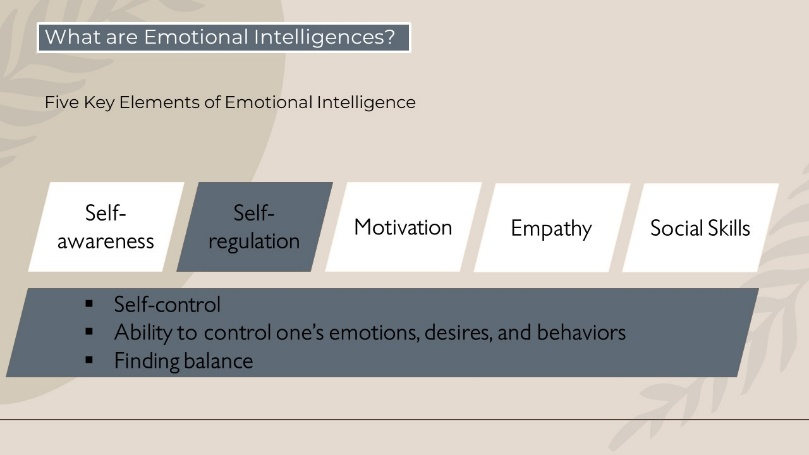 What are Emotional Intelligences?
Five Key Elements of Emotional Intelligence
Self-
awareness
Self-
regulation
Motivation
Empathy
Social Skills
▪ Self-control
▪ Ability to control one’s emotions, desires, and behaviors
▪ Finding balance